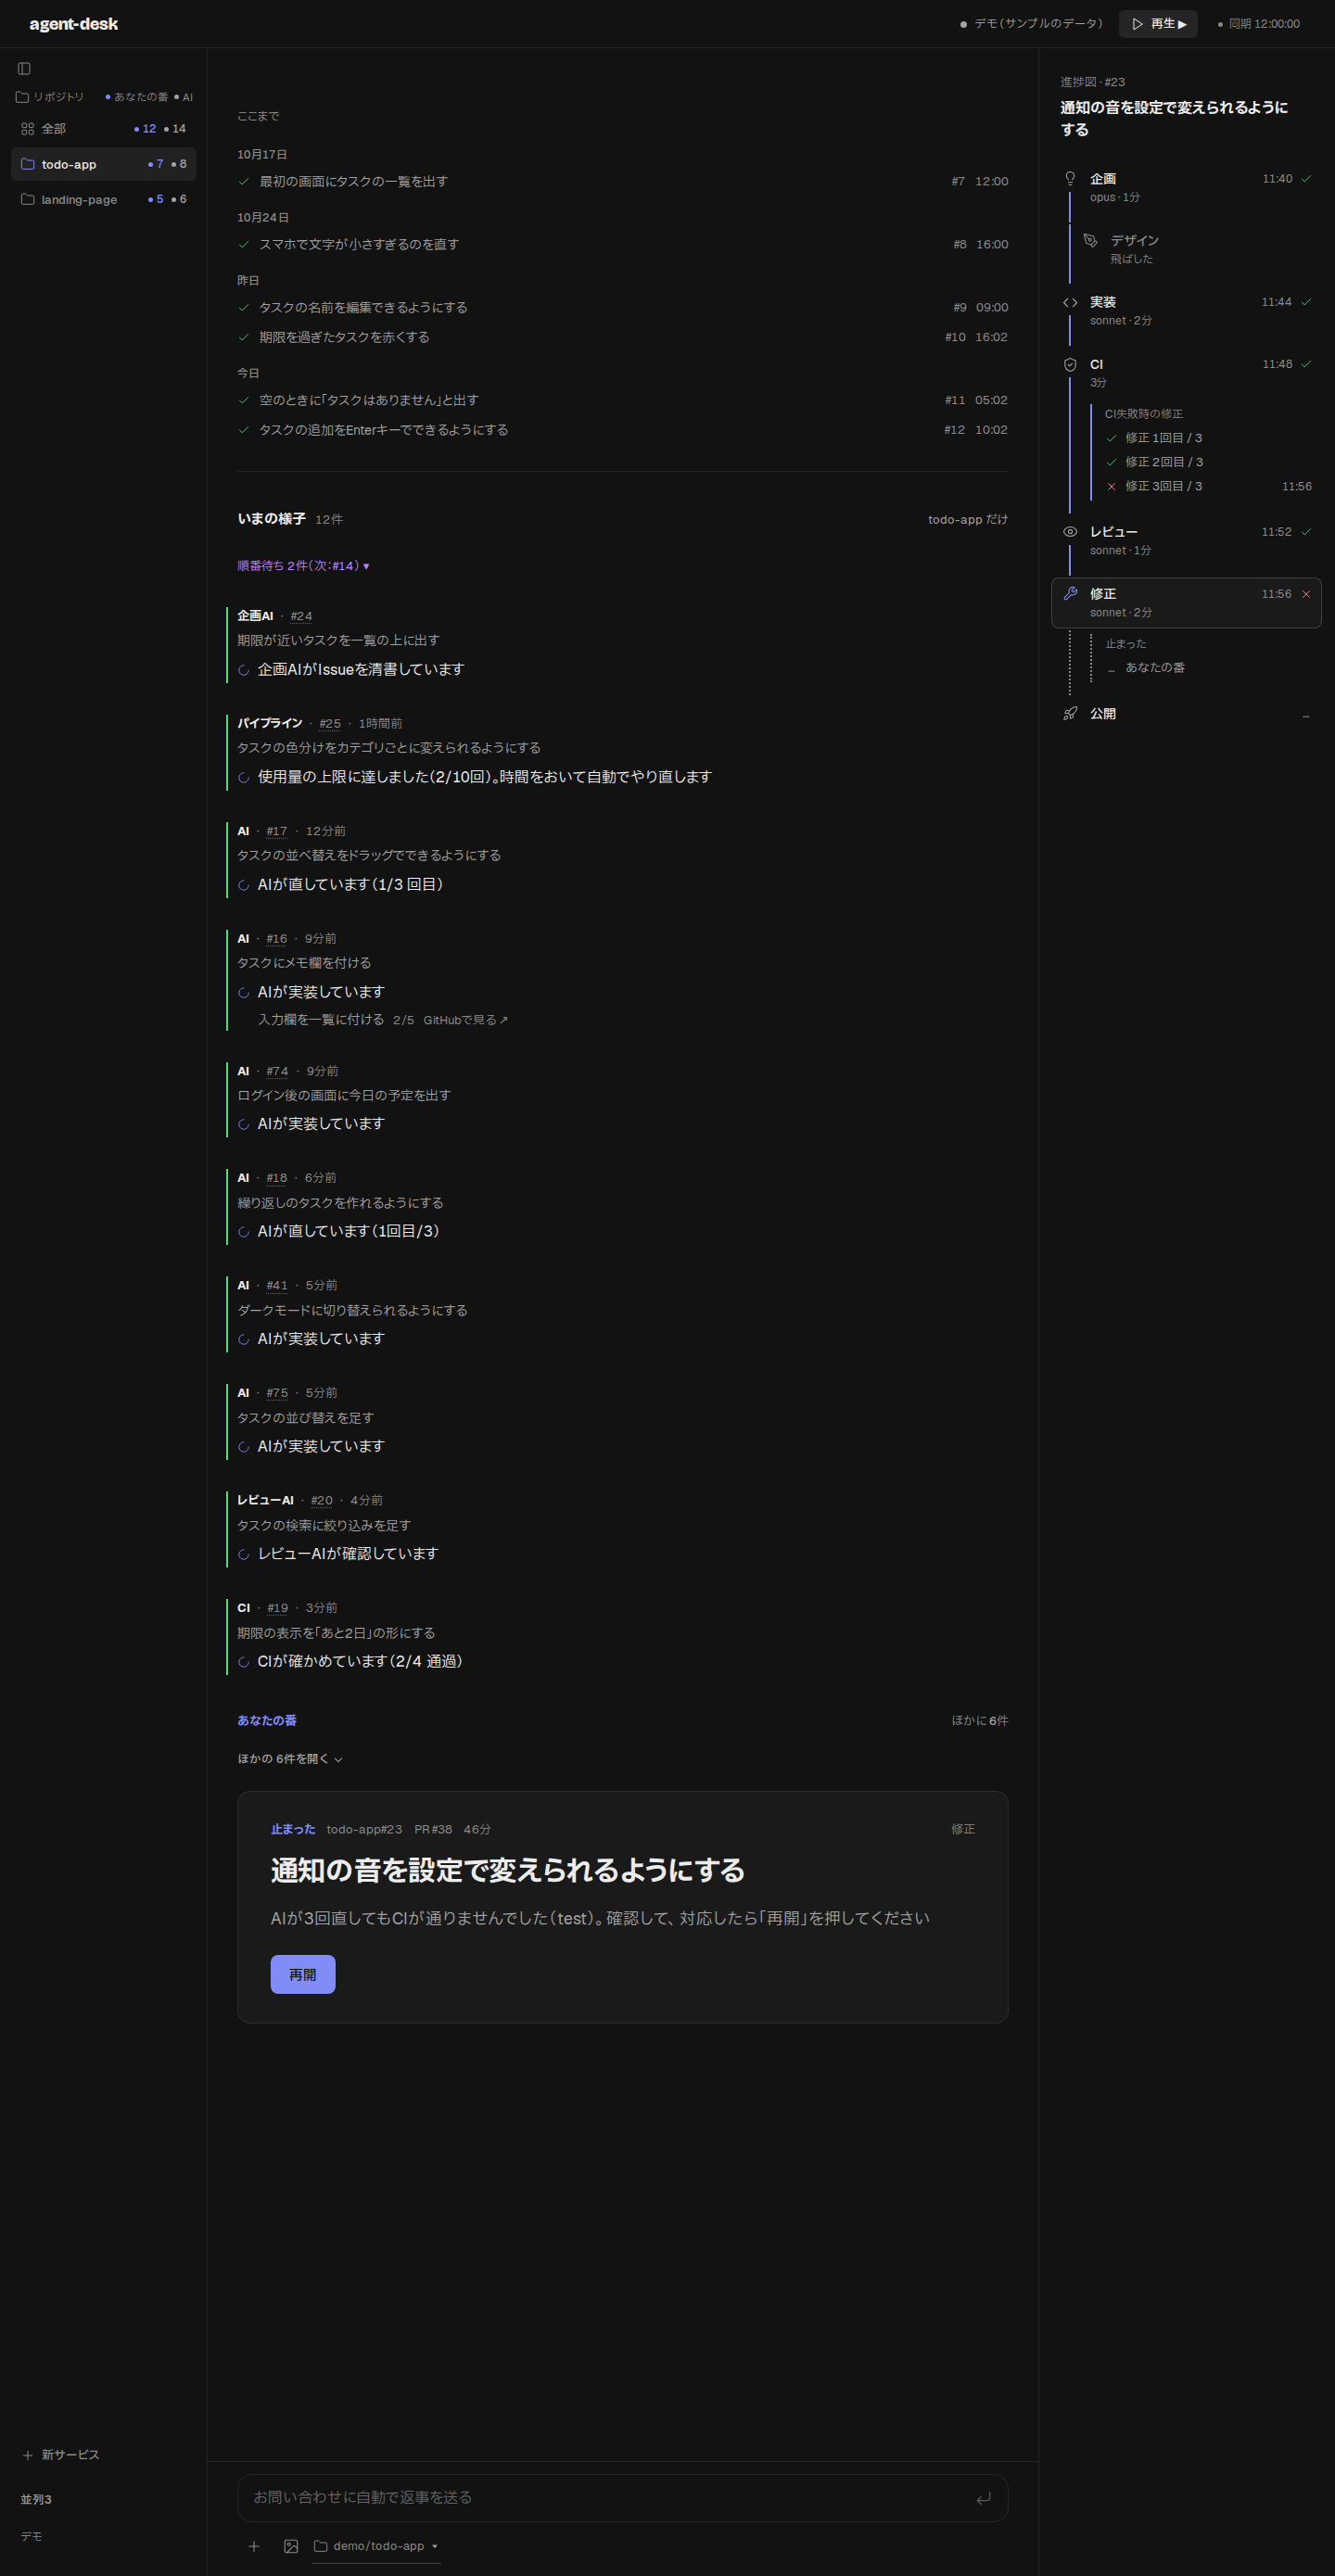 agent-desk
デモ（サンプルのデータ）
再生 ▶
同期 12:00:00
リポジトリ
あなたの番 AI
全部 12 14
todo-app 7 8
landing-page 5 6
新サービス
並列3
デモ
ここまで
10月17日
最初の画面にタスクの一覧を出す #7 12:00
10月24日
スマホで文字が小さすぎるのを直す #8 16:00
昨日
タスクの名前を編集できるようにする #9 09:00
期限を過ぎたタスクを赤くする #10 16:02
今日
空のときに「タスクはありません」と出す #11 05:02
タスクの追加をEnterキーでできるようにする #12 10:02
いまの様子 12件 todo-app だけ
順番待ち 2件（次：#14）▾
企画AI · #24
期限が近いタスクを一覧の上に出す
企画AIがIssueを清書しています
パイプライン · #25 · 1時間前
タスクの色分けをカテゴリごとに変えられるようにする
使用量の上限に達しました（2/10回）。時間をおいて自動でやり直します
AI · #17 · 12分前
タスクの並べ替えをドラッグでできるようにする
AIが直しています（1/3 回目）
AI · #16 · 9分前
タスクにメモ欄を付ける
AIが実装しています
入力欄を一覧に付ける 2/5 GitHubで見る ↗
AI · #74 · 9分前
ログイン後の画面に今日の予定を出す
AIが実装しています
AI · #18 · 6分前
繰り返しのタスクを作れるようにする
AIが直しています（1回目/3）
AI · #41 · 5分前
ダークモードに切り替えられるようにする
AIが実装しています
AI · #75 · 5分前
タスクの並び替えを足す
AIが実装しています
レビューAI · #20 · 4分前
タスクの検索に絞り込みを足す
レビューAIが確認しています
CI · #19 · 3分前
期限の表示を「あと2日」の形にする
CIが確かめています（2/4 通過）
あなたの番 ほかに 6件
ほかの 6件を開く
止まった todo-app#23 PR#38 46分 修正
通知の音を設定で変えられるようにする
AIが3回直してもCIが通りませんでした（test）。確認して、対応したら「再開」を押してください
再開
お問い合わせに自動で返事を送る
demo/todo-app
進捗図 · #23
通知の音を設定で変えられるように
する
企画 11:40
opus · 1分
デザイン
飛ばした
実装 11:44
sonnet · 2分
CI 11:48
3分
CI失敗時の修正
修正 1回目 / 3
修正 2回目 / 3
修正 3回目 / 3 11:56
レビュー 11:52
sonnet · 1分
修正 11:56
sonnet · 2分
止まった
… あなたの番
公開 …